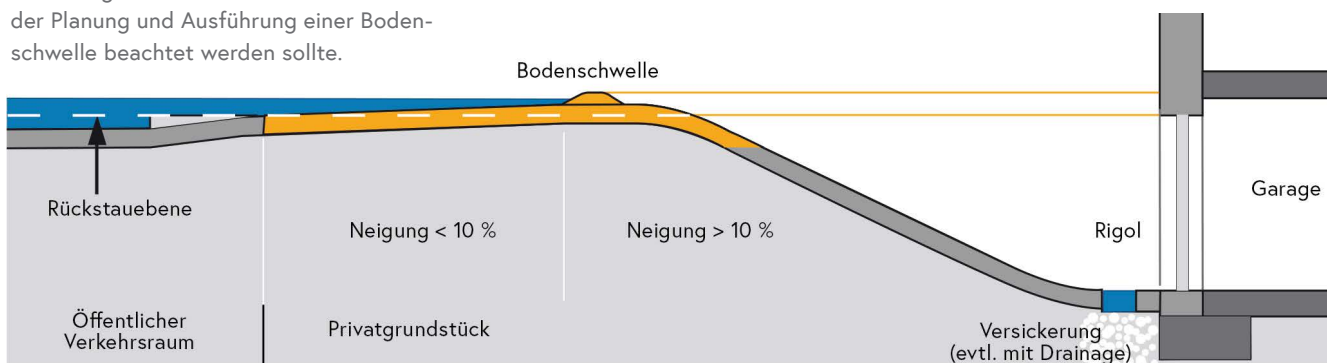 der Planung und Ausführung einer Boden-
schwelle beachtet werden sollte.
Bodenschwelle
Rückstauebene
Neigung < 10 %
Neigung > 10 %
Rigol
Garage
Öffentlicher
Verkehrsraum
Privatgrundstück
Versickerung
(evtl. mit Drainage)